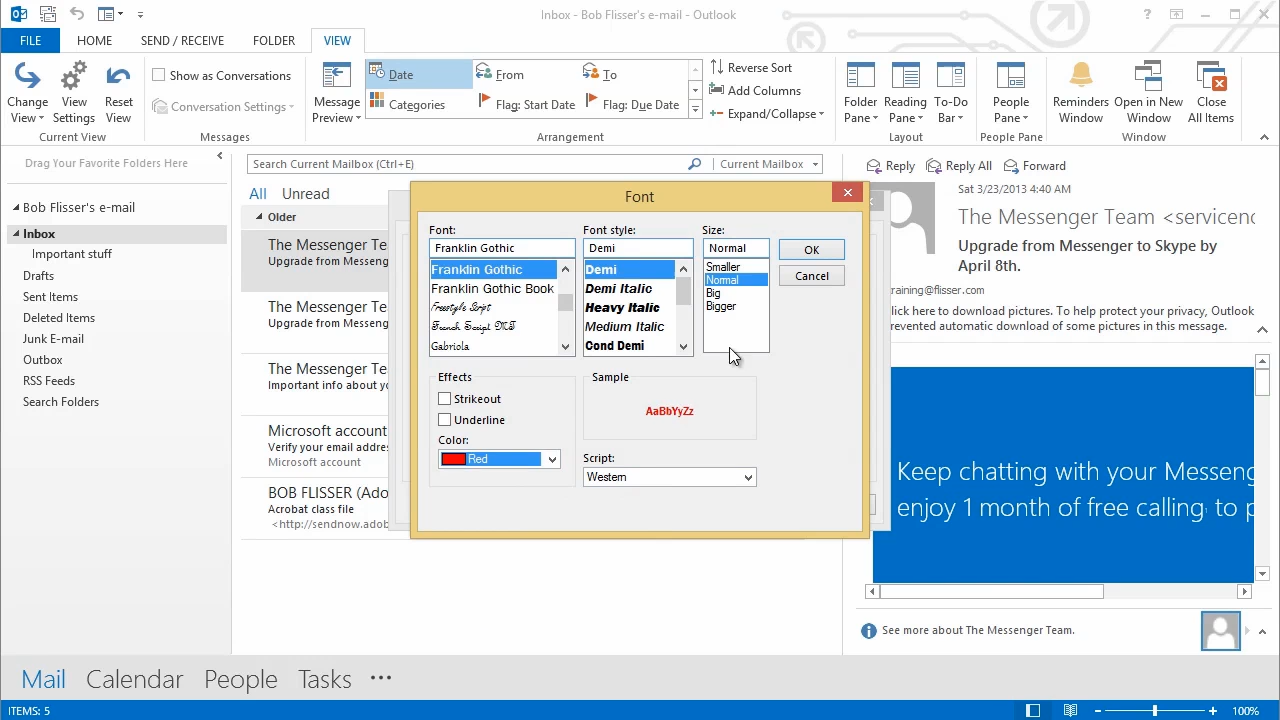 Inbox - Bob Flisser's e-mail - Outlook
FILE
HOME
SEND / RECEIVE
FOLDER
VIEW
Change View
View Settings
Reset View
Current View
Show as Conversations
Conversation Settings
Messages
Message Preview
Date
From
To
Categories
Flag: Start Date
Flag: Due Date
Reverse Sort
Add Columns
Expand/Collapse
Arrangement
Folder Pane
Reading Pane
To-Do Bar
Layout
People Pane
People Pane
Reminders Window
Open in New Window
Close All Items
Window
Drag Your Favorite Folders Here
Bob Flisser's e-mail
Inbox
Important stuff
Drafts
Sent Items
Deleted Items
Junk E-mail
Outbox
RSS Feeds
Search Folders
Search Current Mailbox (Ctrl+E)
Current Mailbox
All Unread
Older
The Messenger Te
Upgrade from Messeng
The Messenger Te
Upgrade from Messeng
The Messenger Te
Important info about yo
Microsoft account
Verify your email addres
Microsoft account
BOB FLISSER (Ado
Acrobat class file
<http://sendnow.adob
Font
Font:
Franklin Gothic
Franklin Gothic
Franklin Gothic Book
Freestyle Script
French Script MT
Gabriola
Font style:
Demi
Demi
Demi Italic
Heavy Italic
Medium Italic
Cond Demi
Size:
Normal
Smaller
Normal
Big
Bigger
OK
Cancel
Effects
Strikeout
Underline
Color:
Red
Sample
AaBbYyZz
Script:
Western
Reply Reply All Forward
Sat 3/23/2013 4:40 AM
The Messenger Team <servicenc
Upgrade from Messenger to Skype by
April 8th.
raining@flisser.com
lick here to download pictures. To help protect your privacy, Outlook
revented automatic download of some pictures in this message.
Keep chatting with your Messeng
enjoy 1 month of free calling, to p
See more about The Messenger Team.
Mail Calendar People Tasks •••
ITEMS: 5
100%